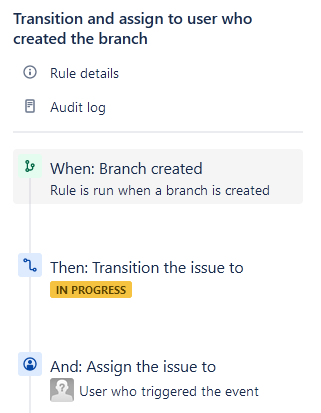 Transition and assign to user who
created the branch
Rule details
Audit log
When: Branch created
Rule is run when a branch is created
Then: Transition the issue to
IN PROGRESS
And: Assign the issue to
User who triggered the event